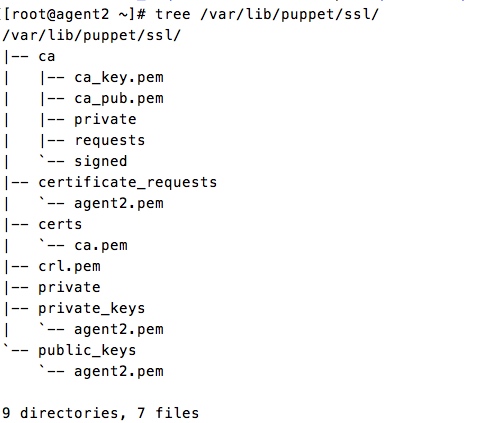 [[root@agent2 ~]# tree /var/lib/puppet/ssl/
/var/lib/puppet/ssl/
|-- ca
|   |-- ca_key.pem
|   |-- ca_pub.pem
|   |-- private
|   |-- requests
|   `-- signed
|-- certificate_requests
|   `-- agent2.pem
|-- certs
|   `-- ca.pem
|-- crl.pem
|-- private
|-- private_keys
|   `-- agent2.pem
`-- public_keys
    `-- agent2.pem

9 directories, 7 files